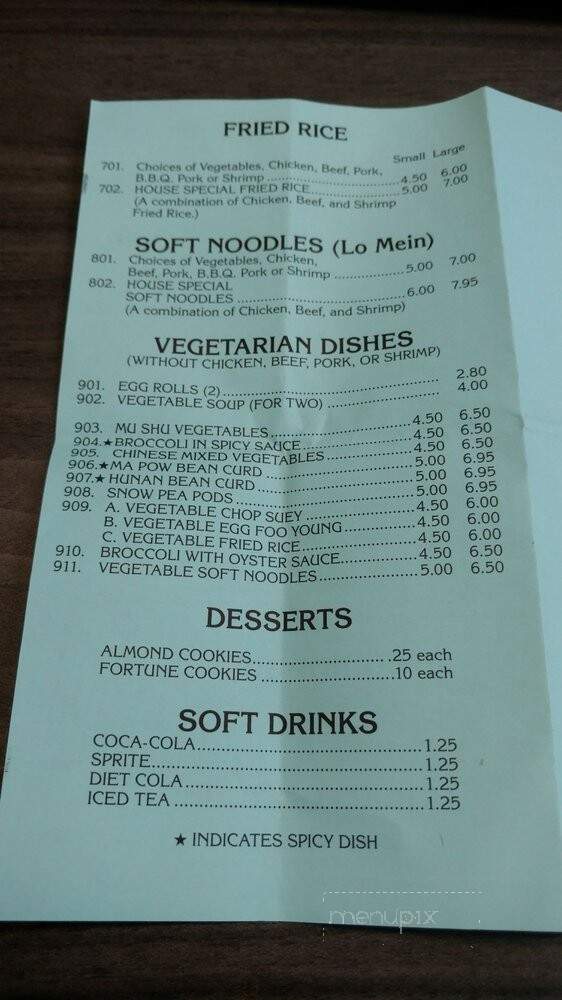 FRIED RICE
Small Large
701. Choices of Vegetables, Chicken, Beef, Pork,
B.B.Q. Pork or Shrimp ..........................4.50 6.00
702. HOUSE SPECIAL FRIED RICE......................5.00 7.00
(A combination of Chicken, Beef, and Shrimp
Fried Rice.)
SOFT NOODLES (Lo Mein)
801. Choices of Vegetables, Chicken,
Beef, Pork, B.B.Q. Pork or Shrimp ..............5.00 7.00
802. HOUSE SPECIAL
SOFT NOODLES ..................................6.00 7.95
(A combination of Chicken, Beef, and Shrimp)
VEGETARIAN DISHES
(WITHOUT CHICKEN, BEEF, PORK, OR SHRIMP)
901. EGG ROLLS (2)........................................ 2.80
902. VEGETABLE SOUP (FOR TWO) ...................... 4.00
903. MU SHU VEGETABLES............................4.50 6.50
904.★BROCCOLI IN SPICY SAUCE......................4.50 6.50
905. CHINESE MIXED VEGETABLES..................4.50 6.50
906.★MA POW BEAN CURD ............................5.00 6.95
907.★HUNAN BEAN CURD ..............................5.00 6.95
908. SNOW PEA PODS....................................5.00 6.95
909. A. VEGETABLE CHOP SUEY ......................4.50 6.00
B. VEGETABLE EGG FOO YOUNG................4.50 6.00
C. VEGETABLE FRIED RICE........................4.50 6.00
910. BROCCOLI WITH OYSTER SAUCE................4.50 6.50
911. VEGETABLE SOFT NOODLES....................5.00 6.50
DESSERTS
ALMOND COOKIES............................25 each
FORTUNE COOKIES ..........................10 each
SOFT DRINKS
COCA-COLA.............................................1.25
SPRITE......................................................1.25
DIET COLA................................................1.25
ICED TEA .................................................1.25
★ INDICATES SPICY DISH
menupix